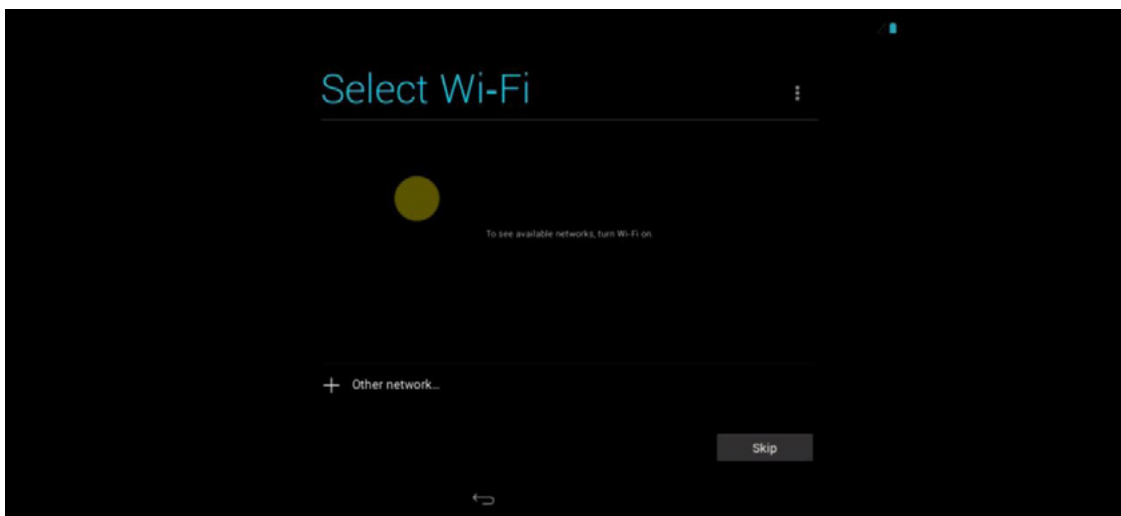 Select Wi-Fi
To see available networks, turn Wi-Fi on.
Other network...
Skip